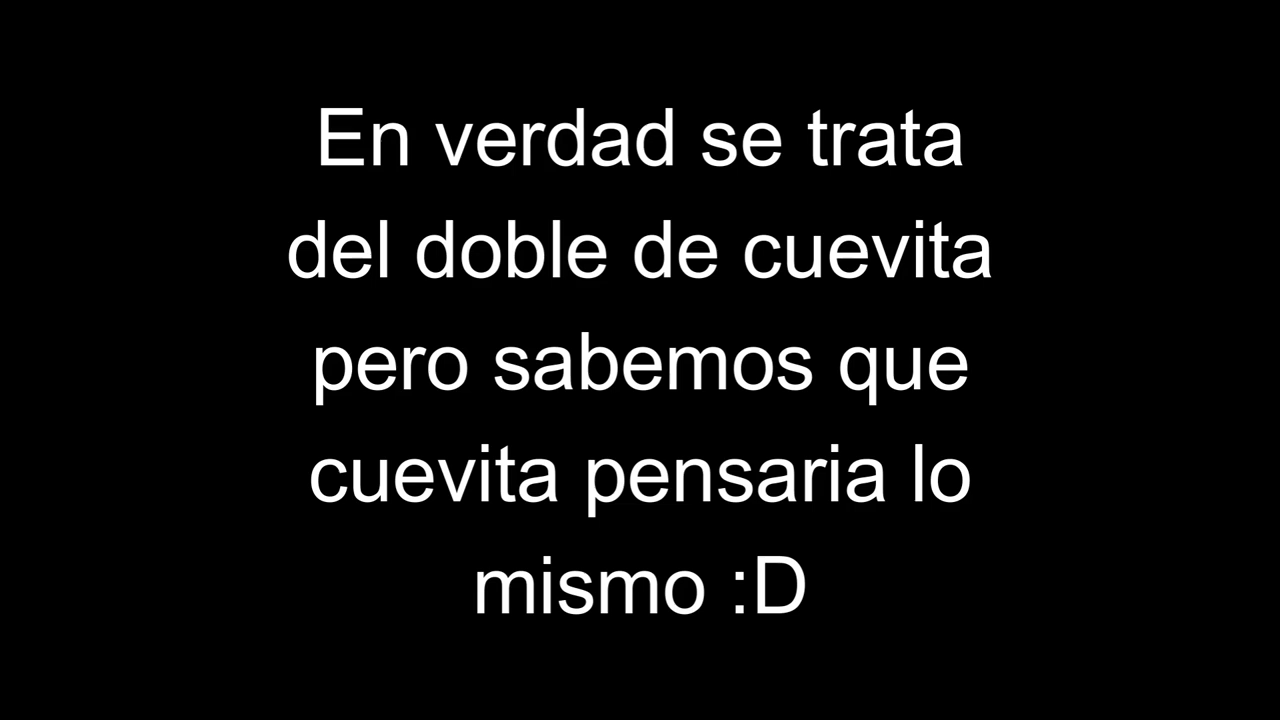 En verdad se trata
del doble de cuevita
pero sabemos que
cuevita pensaria lo
mismo :D